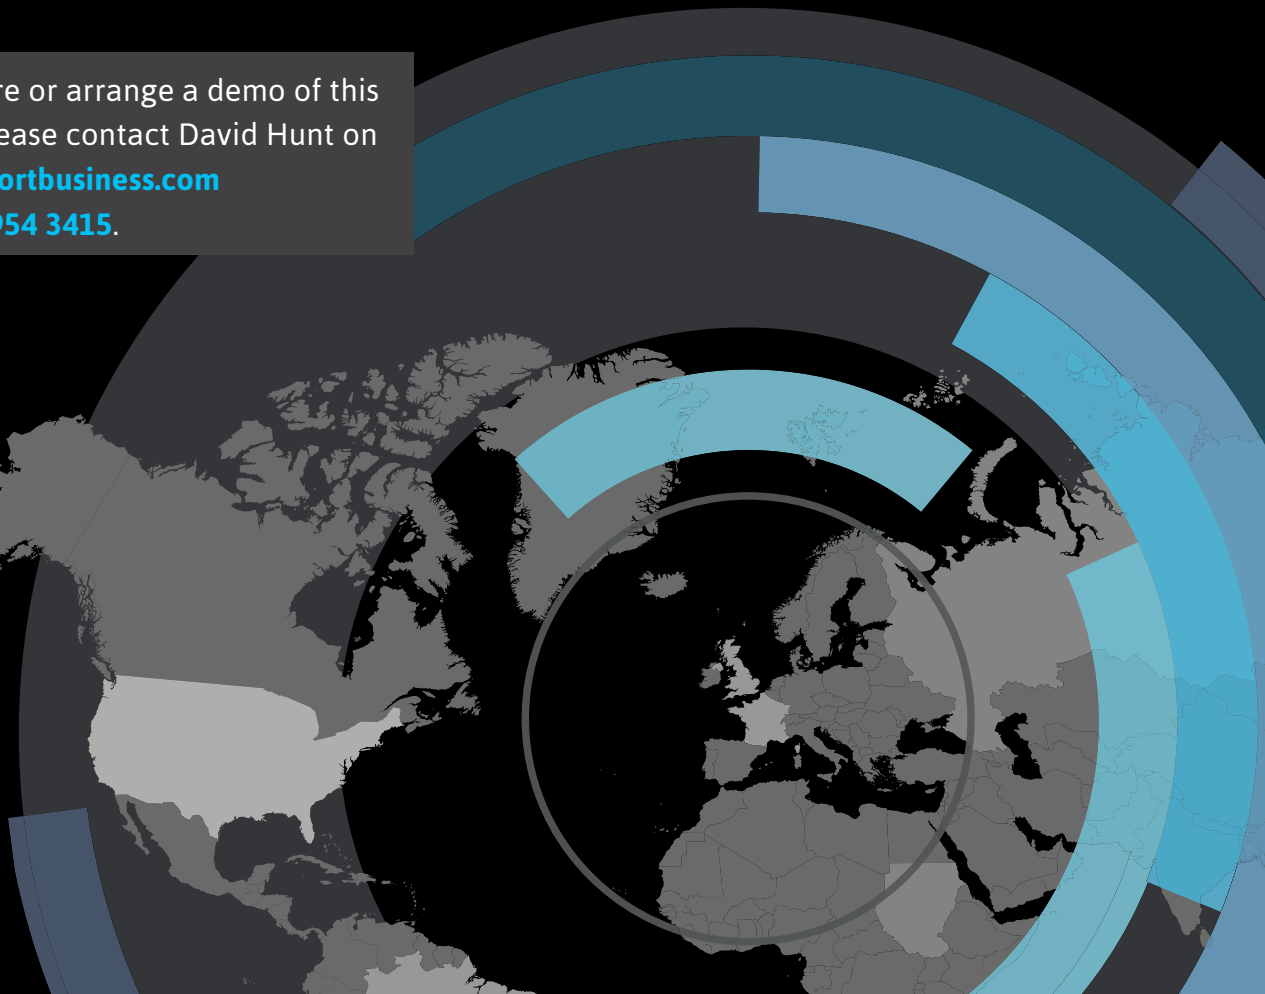 re or arrange a demo of this
ease contact David Hunt on
ortbusiness.com
954 3415.